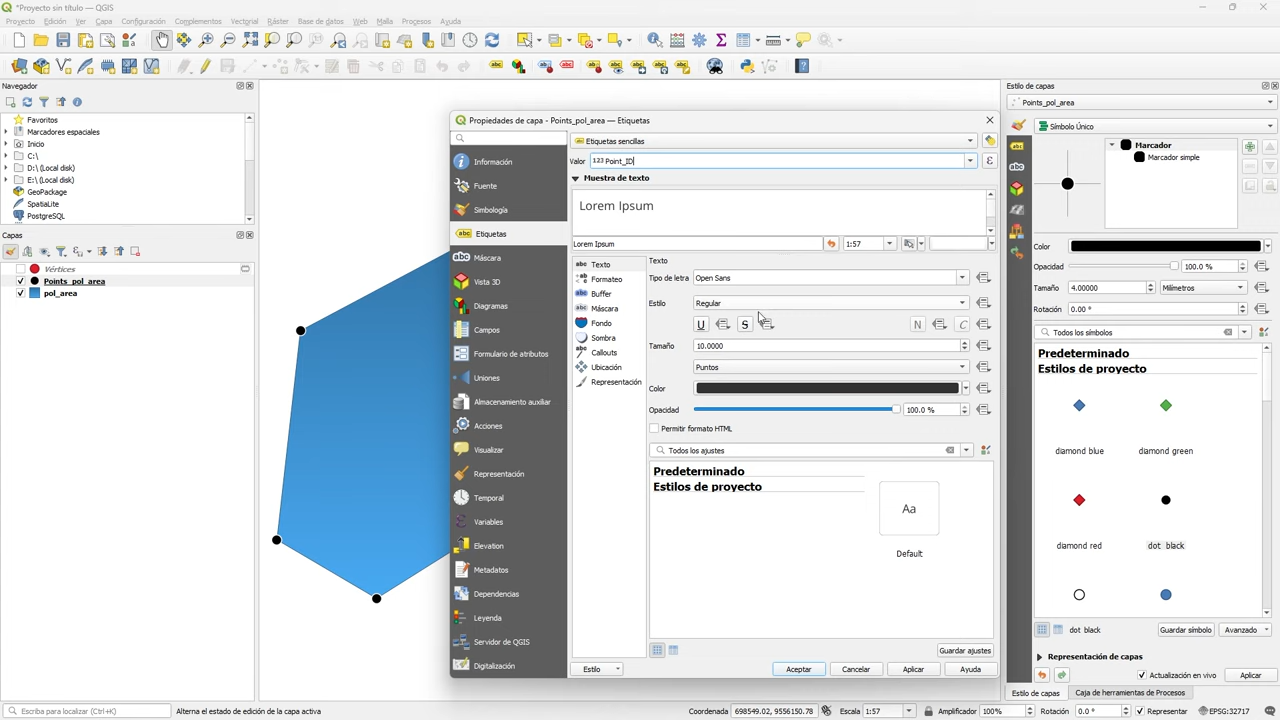 *Proyecto sin título — QGIS
Proyecto Edición Ver Capa Configuración Complementos Vectorial Ráster Base de datos Web Malla Procesos Ayuda
Navegador
Favoritos
Marcadores espaciales
Inicio
C:\
D:\ (Local disk)
E:\ (Local disk)
GeoPackage
SpatiaLite
PostgreSQL
Capas
Vértices
Points_pol_area
pol_area
Propiedades de capa - Points_pol_area — Etiquetas
Información
Fuente
Simbología
abc Etiquetas
abc Máscara
Vista 3D
Diagramas
Campos
Formulario de atributos
Uniones
Almacenamiento auxiliar
Acciones
Visualizar
Representación
Temporal
Variables
Elevation
Metadatos
Dependencias
Leyenda
Servidor de QGIS
Digitalización
Etiquetas sencillas
Valor 123 Point_ID
Muestra de texto
Lorem Ipsum
Lorem Ipsum 1:57
abc Texto
Formateo
abc Buffer
abc Máscara
Fondo
Sombra
Callouts
Ubicación
Representación
Texto
Tipo de letra Open Sans
Estilo Regular
U S N C
Tamaño 10.0000
Puntos
Color
Opacidad 100.0 %
Permitir formato HTML
Todos los ajustes
Predeterminado
Estilos de proyecto
Aa
Default
Guardar ajustes
Estilo Aceptar Cancelar Aplicar Ayuda
Estilo de capas
Points_pol_area
Símbolo Único
Marcador
Marcador simple
Color
Opacidad 100.0 %
Tamaño 4.00000 Milímetros
Rotación 0.00 °
Todos los símbolos
Predeterminado
Estilos de proyecto
diamond blue diamond green
diamond red dot black
dot black Guardar símbolo Avanzado
Representación de capas
Actualización en vivo Aplicar
Estilo de capas Caja de herramientas de Procesos
Escriba para localizar (Ctrl+K) Alterna el estado de edición de la capa activa Coordenada 698549.02, 9556150.78 Escala 1:57 Amplificador 100% Rotación 0.0 ° Representar EPSG:32717